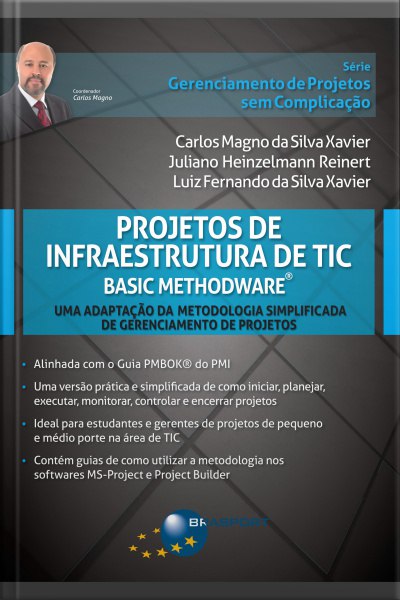 Coordenador
Carlos Magno
Série
Gerenciamento de Projetos
sem Complicação
Carlos Magno da Silva Xavier
Juliano Heinzelmann Reinert
Luiz Fernando da Silva Xavier
PROJETOS DE
INFRAESTRUTURA DE TIC
BASIC METHODWARE®
UMA ADAPTAÇÃO DA METODOLOGIA SIMPLIFICADA
DE GERENCIAMENTO DE PROJETOS
• Alinhada com o Guia PMBOK® do PMI
• Uma versão prática e simplificada de como iniciar, planejar,
executar, monitorar, controlar e encerrar projetos
• Ideal para estudantes e gerentes de projetos de pequeno
e médio porte na área de TIC
• Contém guias de como utilizar a metodologia nos
softwares MS-Project e Project Builder
BRASPORT